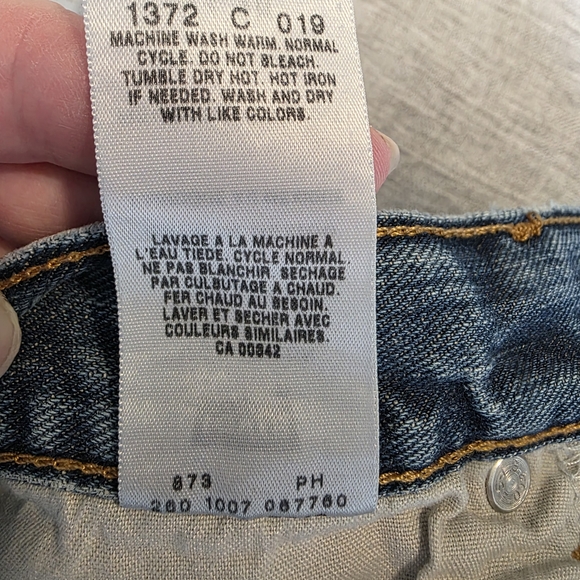 1372 C 019
MACHINE WASH WARM. NORMAL
CYCLE. DO NOT BLEACH.
TUMBLE DRY HOT. HOT IRON
IF NEEDED. WASH AND DRY
WITH LIKE COLORS.
LAVAGE A LA MACHINE A
L'EAU TIEDE. CYCLE NORMAL
NE PAS BLANCHIR. SECHAGE
PAR CULBUTAGE A CHAUD.
FER CHAUD AU BESOIN.
LAVER ET SECHER AVEC
COULEURS SIMILAIRES.
CA 00342
873 PH
260 1007 067760